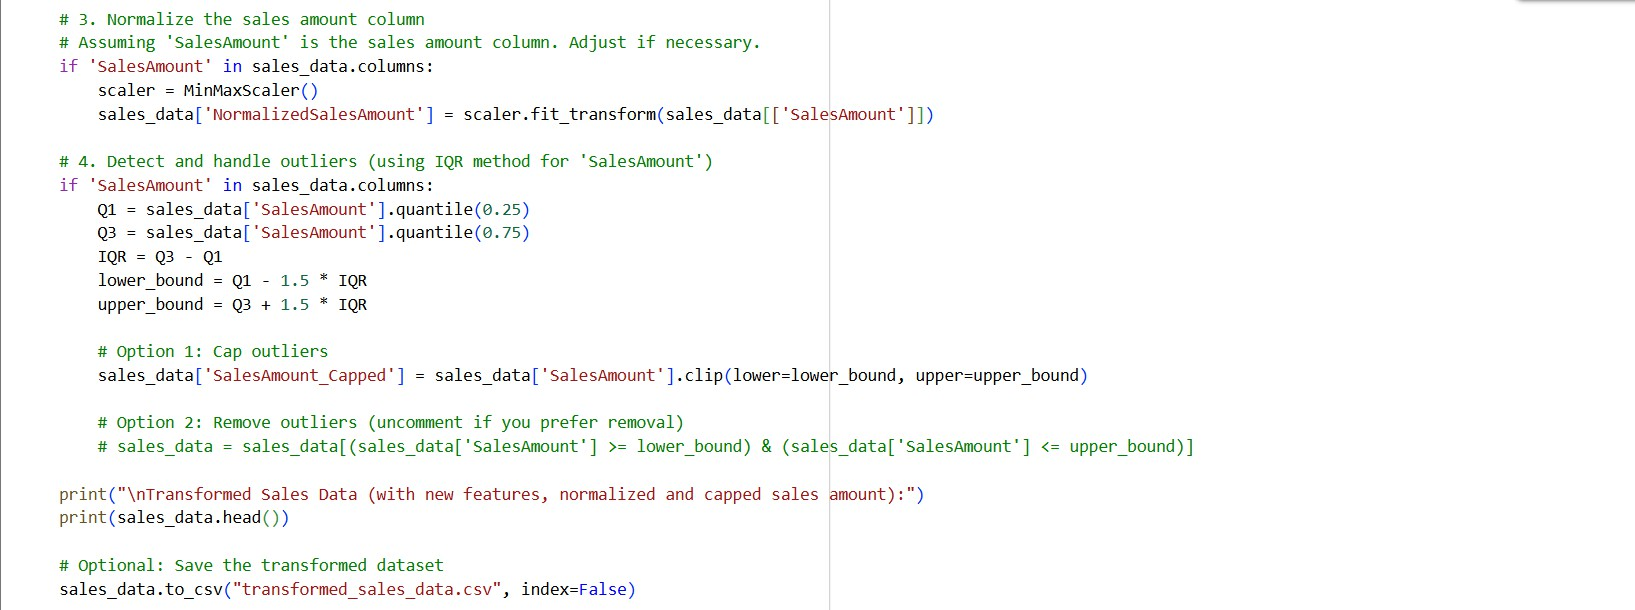 # 3. Normalize the sales amount column
# Assuming 'SalesAmount' is the sales amount column. Adjust if necessary.
if 'SalesAmount' in sales_data.columns:
    scaler = MinMaxScaler()
    sales_data['NormalizedSalesAmount'] = scaler.fit_transform(sales_data[['SalesAmount']])

# 4. Detect and handle outliers (using IQR method for 'SalesAmount')
if 'SalesAmount' in sales_data.columns:
    Q1 = sales_data['SalesAmount'].quantile(0.25)
    Q3 = sales_data['SalesAmount'].quantile(0.75)
    IQR = Q3 - Q1
    lower_bound = Q1 - 1.5 * IQR
    upper_bound = Q3 + 1.5 * IQR

    # Option 1: Cap outliers
    sales_data['SalesAmount_Capped'] = sales_data['SalesAmount'].clip(lower=lower_bound, upper=upper_bound)

    # Option 2: Remove outliers (uncomment if you prefer removal)
    # sales_data = sales_data[(sales_data['SalesAmount'] >= lower_bound) & (sales_data['SalesAmount'] <= upper_bound)]

print("\nTransformed Sales Data (with new features, normalized and capped sales amount):")
print(sales_data.head())

# Optional: Save the transformed dataset
sales_data.to_csv("transformed_sales_data.csv", index=False)